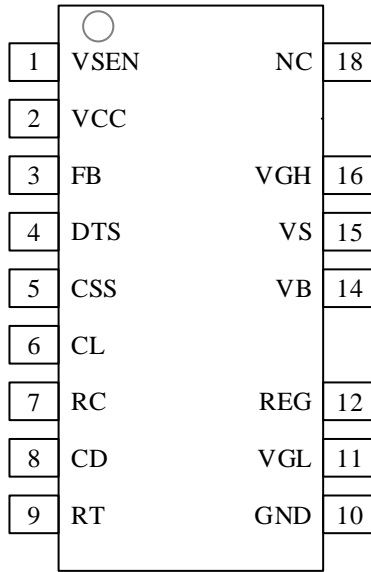 1 VSEN NC 18
2 VCC
3 FB VGH 16
4 DTS VS 15
5 CSS VB 14
6 CL
7 RC REG 12
8 CD VGL 11
9 RT GND 10